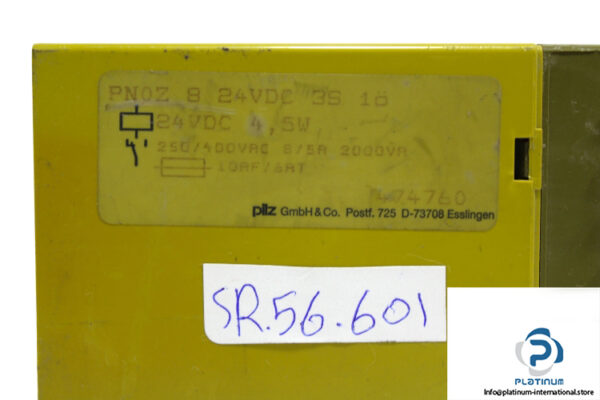 PNOZ 8 24VDC 3S 1ö
24VDC 4,5W
250/400VAC 8/5A 2000VA
10AF/6AT
474760
pilz GmbH & Co. Postf. 725 D-73708 Esslingen
SR.56.601
PLATINUM
Info@platinum-international.store